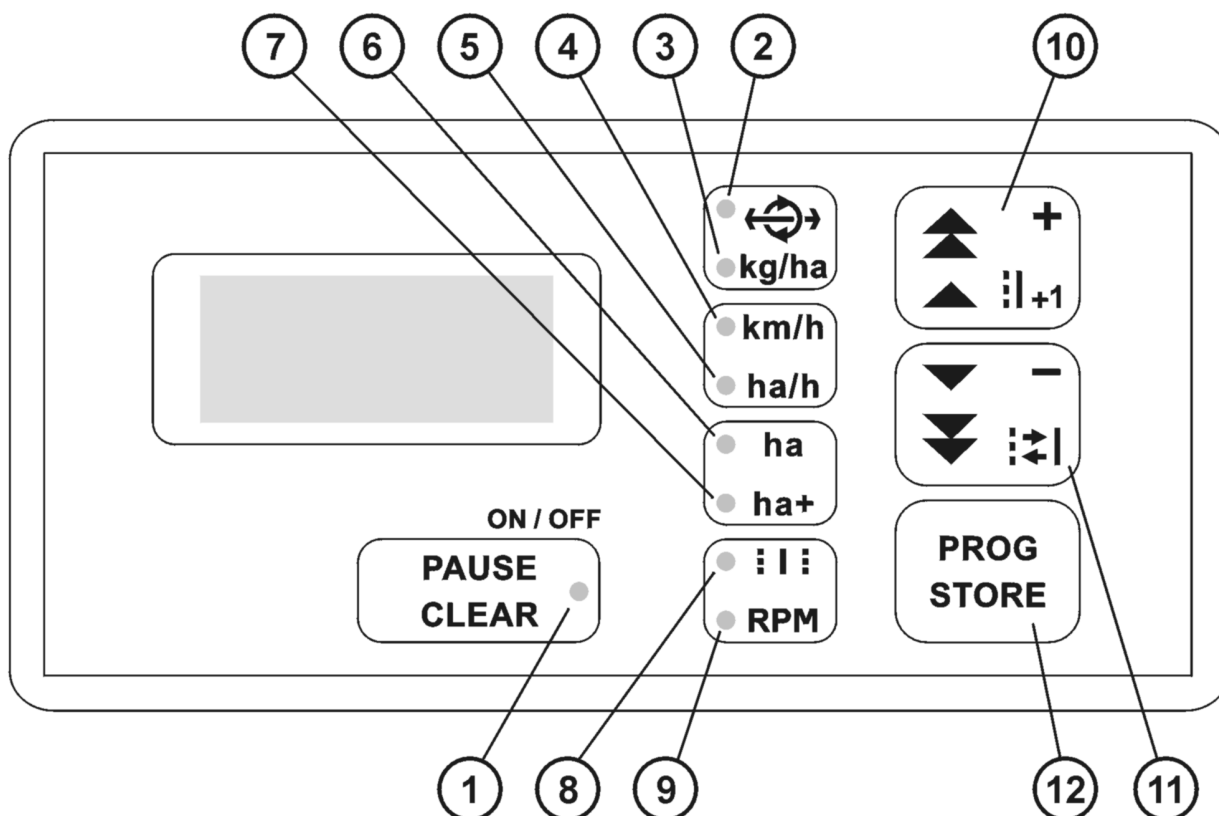 7 6 5 4 3 2 10
kg/ha
km/h
ha/h
ha
ha+
RPM
ON / OFF
PAUSE
CLEAR
+
+1
−
PROG
STORE
1 8 9 12 11